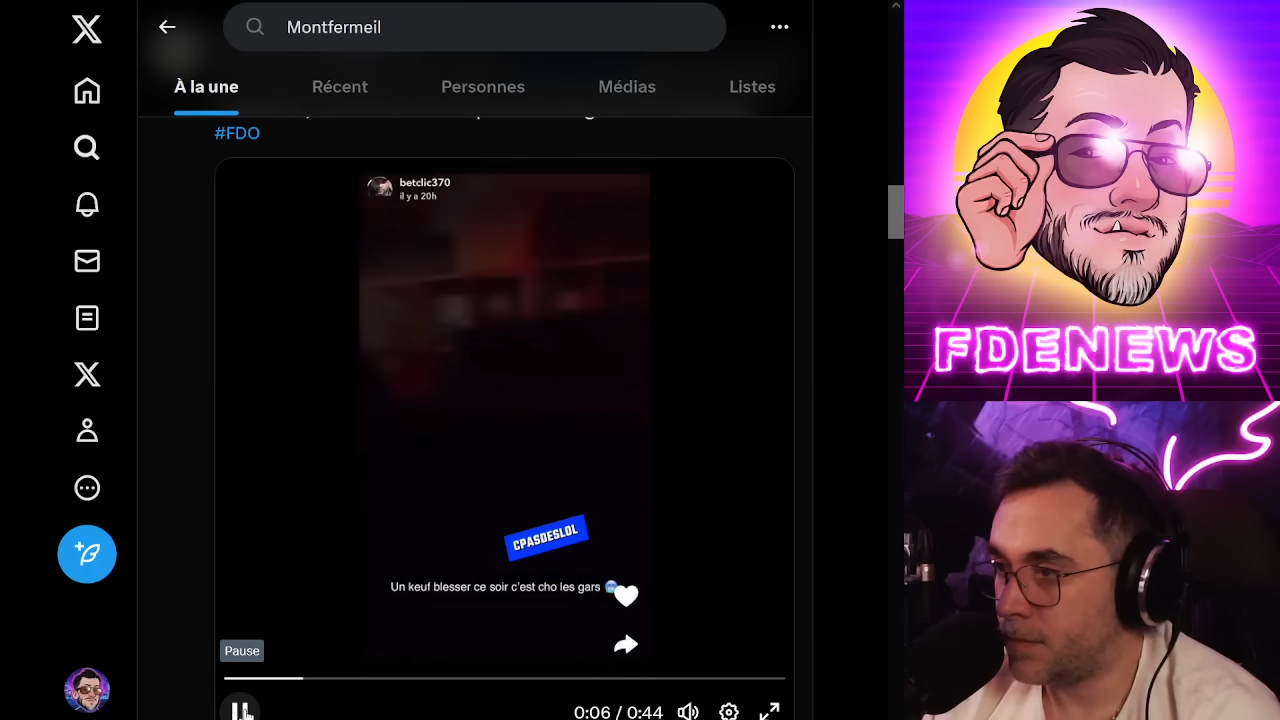 Montfermeil
À la une
Récent
Personnes
Médias
Listes
#FDO
betclic370
il y a 20h
CPASDESLOL
Un keuf blesser ce soir c'est cho les gars
Pause
0:06 / 0:44
FDENEWS